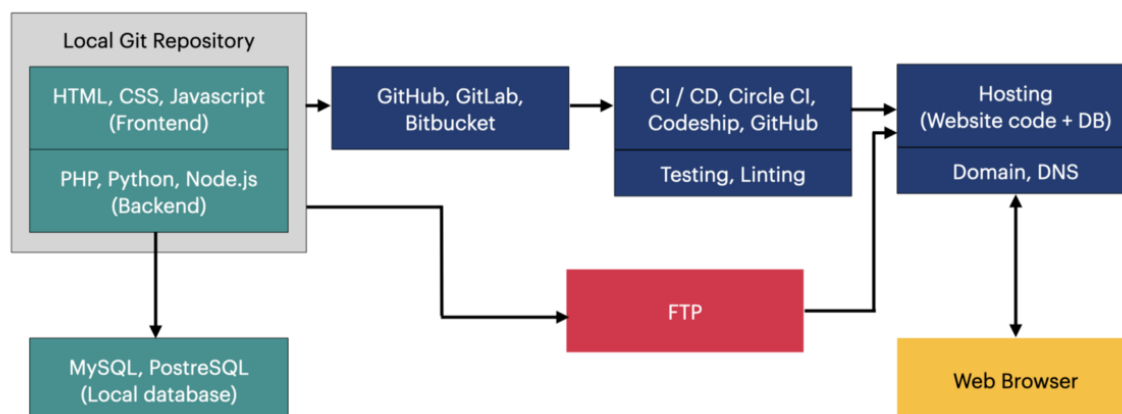 Local Git Repository
HTML, CSS, Javascript
(Frontend)
PHP, Python, Node.js
(Backend)
MySQL, PostreSQL
(Local database)
GitHub, GitLab,
Bitbucket
CI / CD, Circle CI,
Codeship, GitHub
Testing, Linting
FTP
Hosting
(Website code + DB)
Domain, DNS
Web Browser